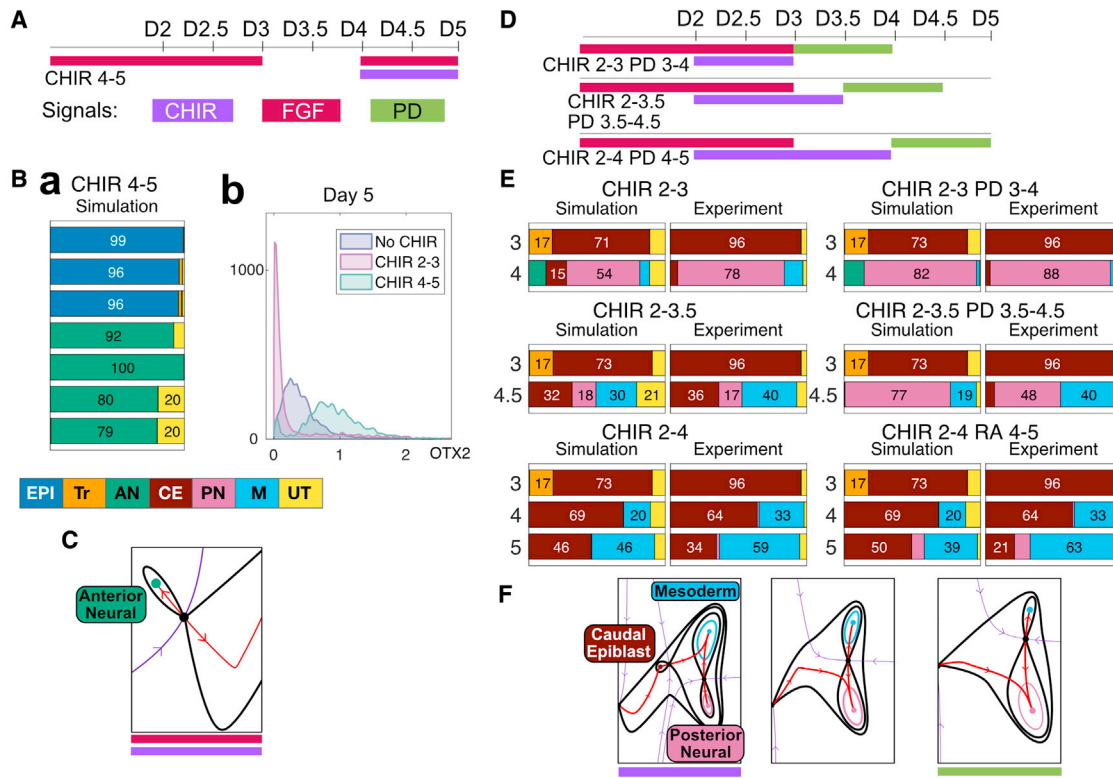 A
D2 D2.5 D3 D3.5 D4 D4.5 D5
CHIR 4-5
Signals: CHIR FGF PD
B a CHIR 4-5
Simulation
99
96
96
92
100
80 20
79 20
b
Day 5
No CHIR
CHIR 2-3
CHIR 4-5
1000
0
0 1 2 OTX2
EPI Tr AN CE PN M UT
C
Anterior
Neural
D
D2 D2.5 D3 D3.5 D4 D4.5 D5
CHIR 2-3 PD 3-4
CHIR 2-3.5
PD 3.5-4.5
CHIR 2-4 PD 4-5
E
CHIR 2-3
Simulation Experiment
3 17 71 96
4 15 54 78
CHIR 2-3 PD 3-4
Simulation Experiment
3 17 73 96
4 82 88
CHIR 2-3.5
Simulation Experiment
3 17 73 96
4.5 32 18 30 21 36 17 40
CHIR 2-3.5 PD 3.5-4.5
Simulation Experiment
3 17 73 96
4.5 77 19 48 40
CHIR 2-4
Simulation Experiment
3 17 73 96
4 69 20 64 33
5 46 46 34 59
CHIR 2-4 RA 4-5
Simulation Experiment
3 17 73 96
4 69 20 64 33
5 50 39 21 63
F
Mesoderm
Caudal
Epiblast
Posterior
Neural